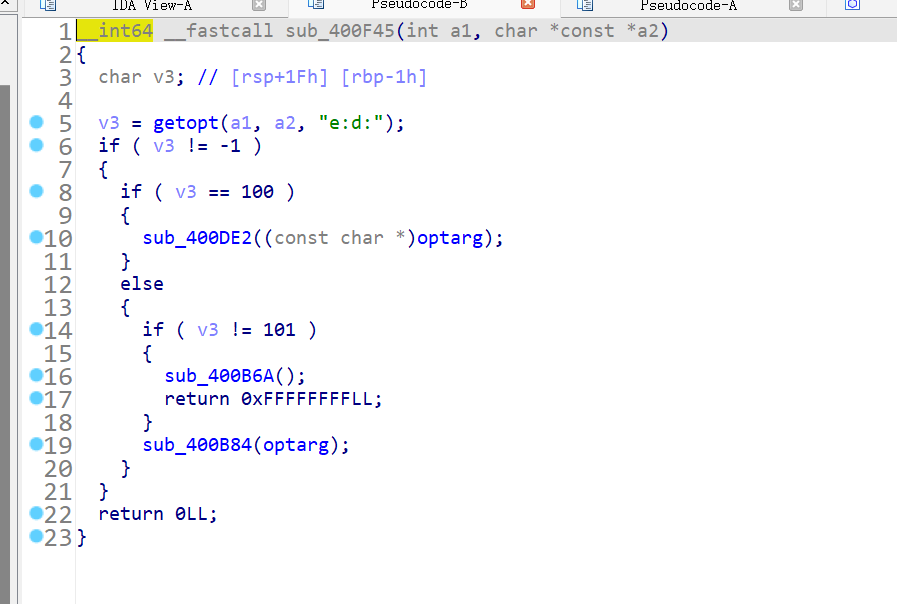 IDA View-A Pseudocode-B Pseudocode-A
1 __int64 __fastcall sub_400F45(int a1, char *const *a2)
2 {
3   char v3; // [rsp+1Fh] [rbp-1h]
4
5   v3 = getopt(a1, a2, "e:d:");
6   if ( v3 != -1 )
7   {
8     if ( v3 == 100 )
9     {
10       sub_400DE2((const char *)optarg);
11     }
12     else
13     {
14       if ( v3 != 101 )
15       {
16         sub_400B6A();
17         return 0xFFFFFFFFLL;
18       }
19       sub_400B84(optarg);
20     }
21   }
22   return 0LL;
23 }